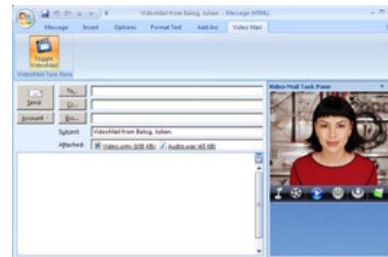 VideoMail from Balog, Julian. - Message (HTML)
Message Insert Options Format Text Add-Ins Video Mail
Toggle
VideoMail
VideoMail Task Pane
Video Mail Task Pane
To...
Send
Cc...
Account
Bcc...
Subject: VideoMail from Balog, Julian.
Attached: Video.wmv (698 KB); Audio.wav (43 KB)